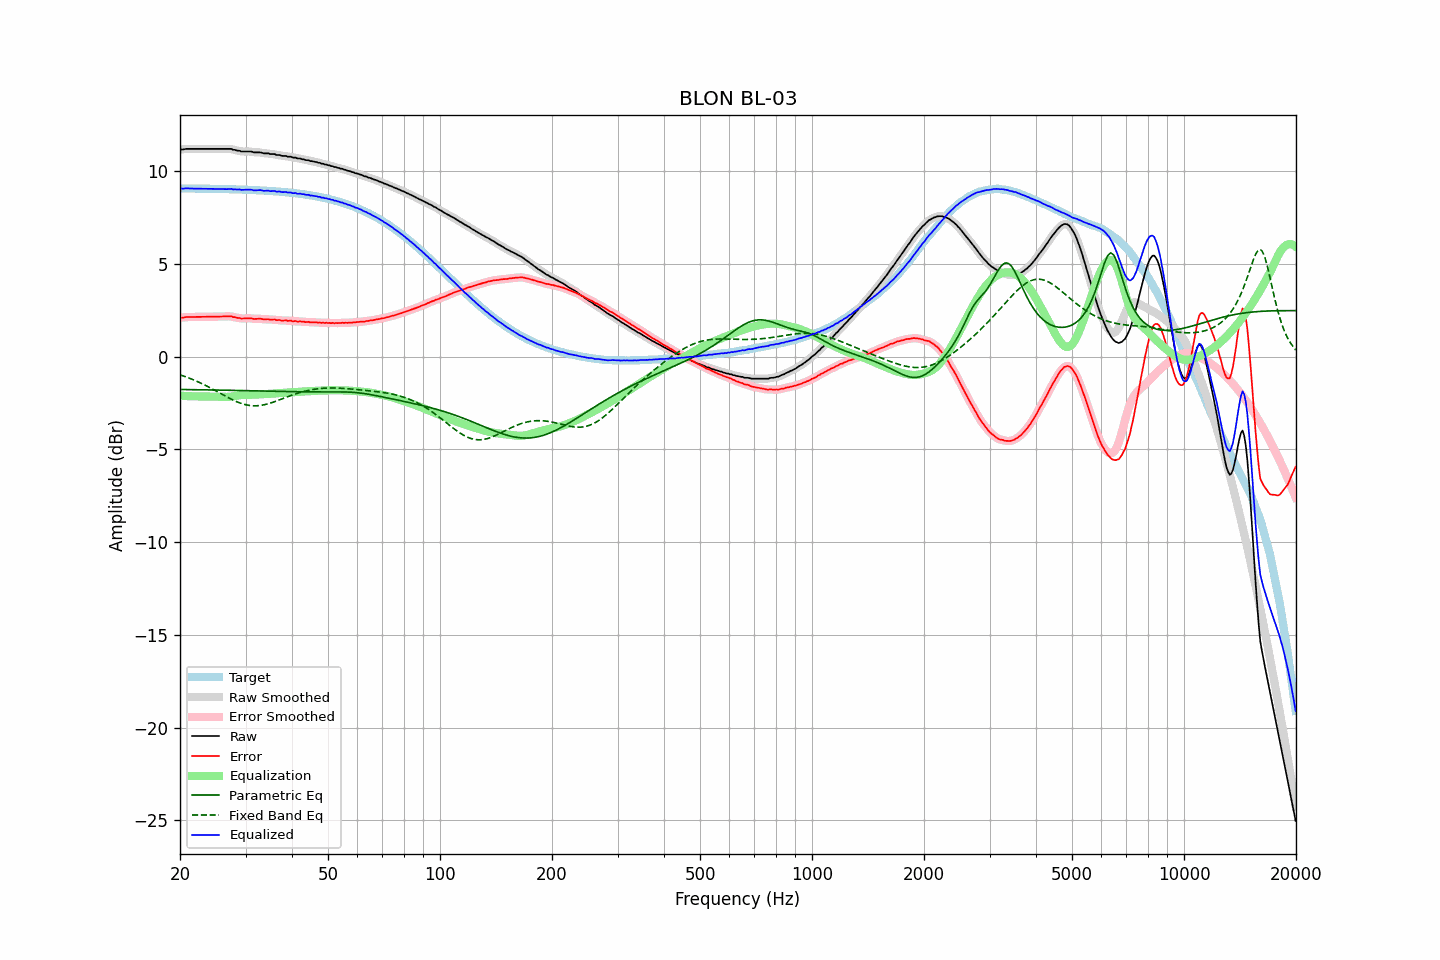 BLON BL-03
Amplitude (dBr)
10
5
0
−5
−10
−15
−20
−25
Target
Raw Smoothed
Error Smoothed
Raw
Error
Equalization
Parametric Eq
Fixed Band Eq
Equalized
20 50 100 200 500 1000 2000 5000 10000 20000
Frequency (Hz)